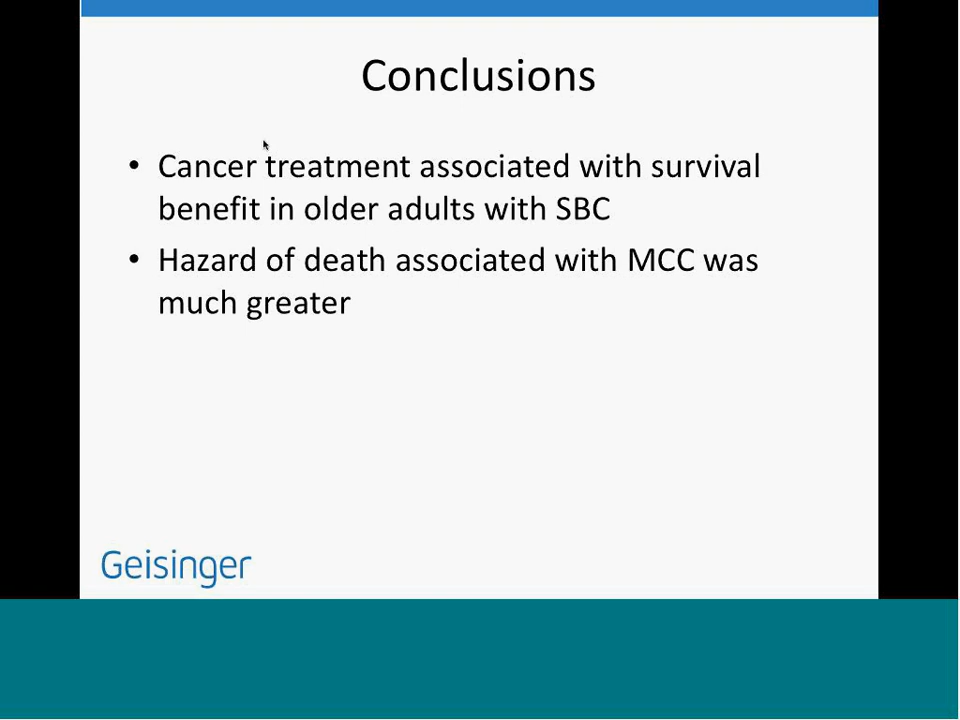 Conclusions
• Cancer treatment associated with survival
benefit in older adults with SBC
• Hazard of death associated with MCC was
much greater
Geisinger